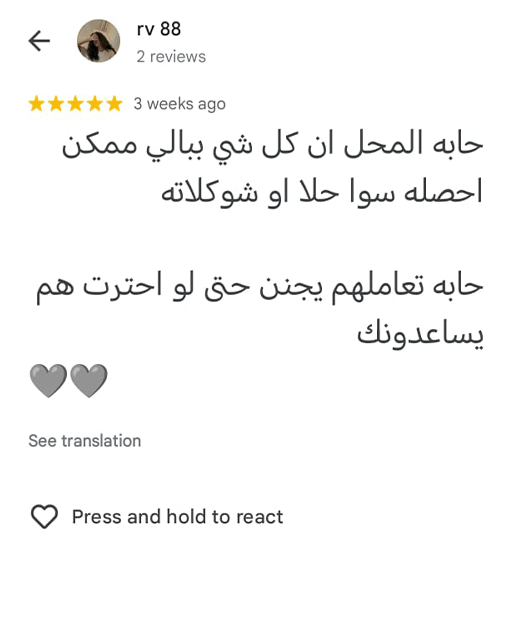 rv 88
2 reviews
3 weeks ago
حابه المحل ان كل شي ببالي ممكن
احصله سوا حلا او شوكلاته
حابه تعاملهم يجنن حتى لو احترت هم
يساعدونك
🩶🩶
See translation
Press and hold to react